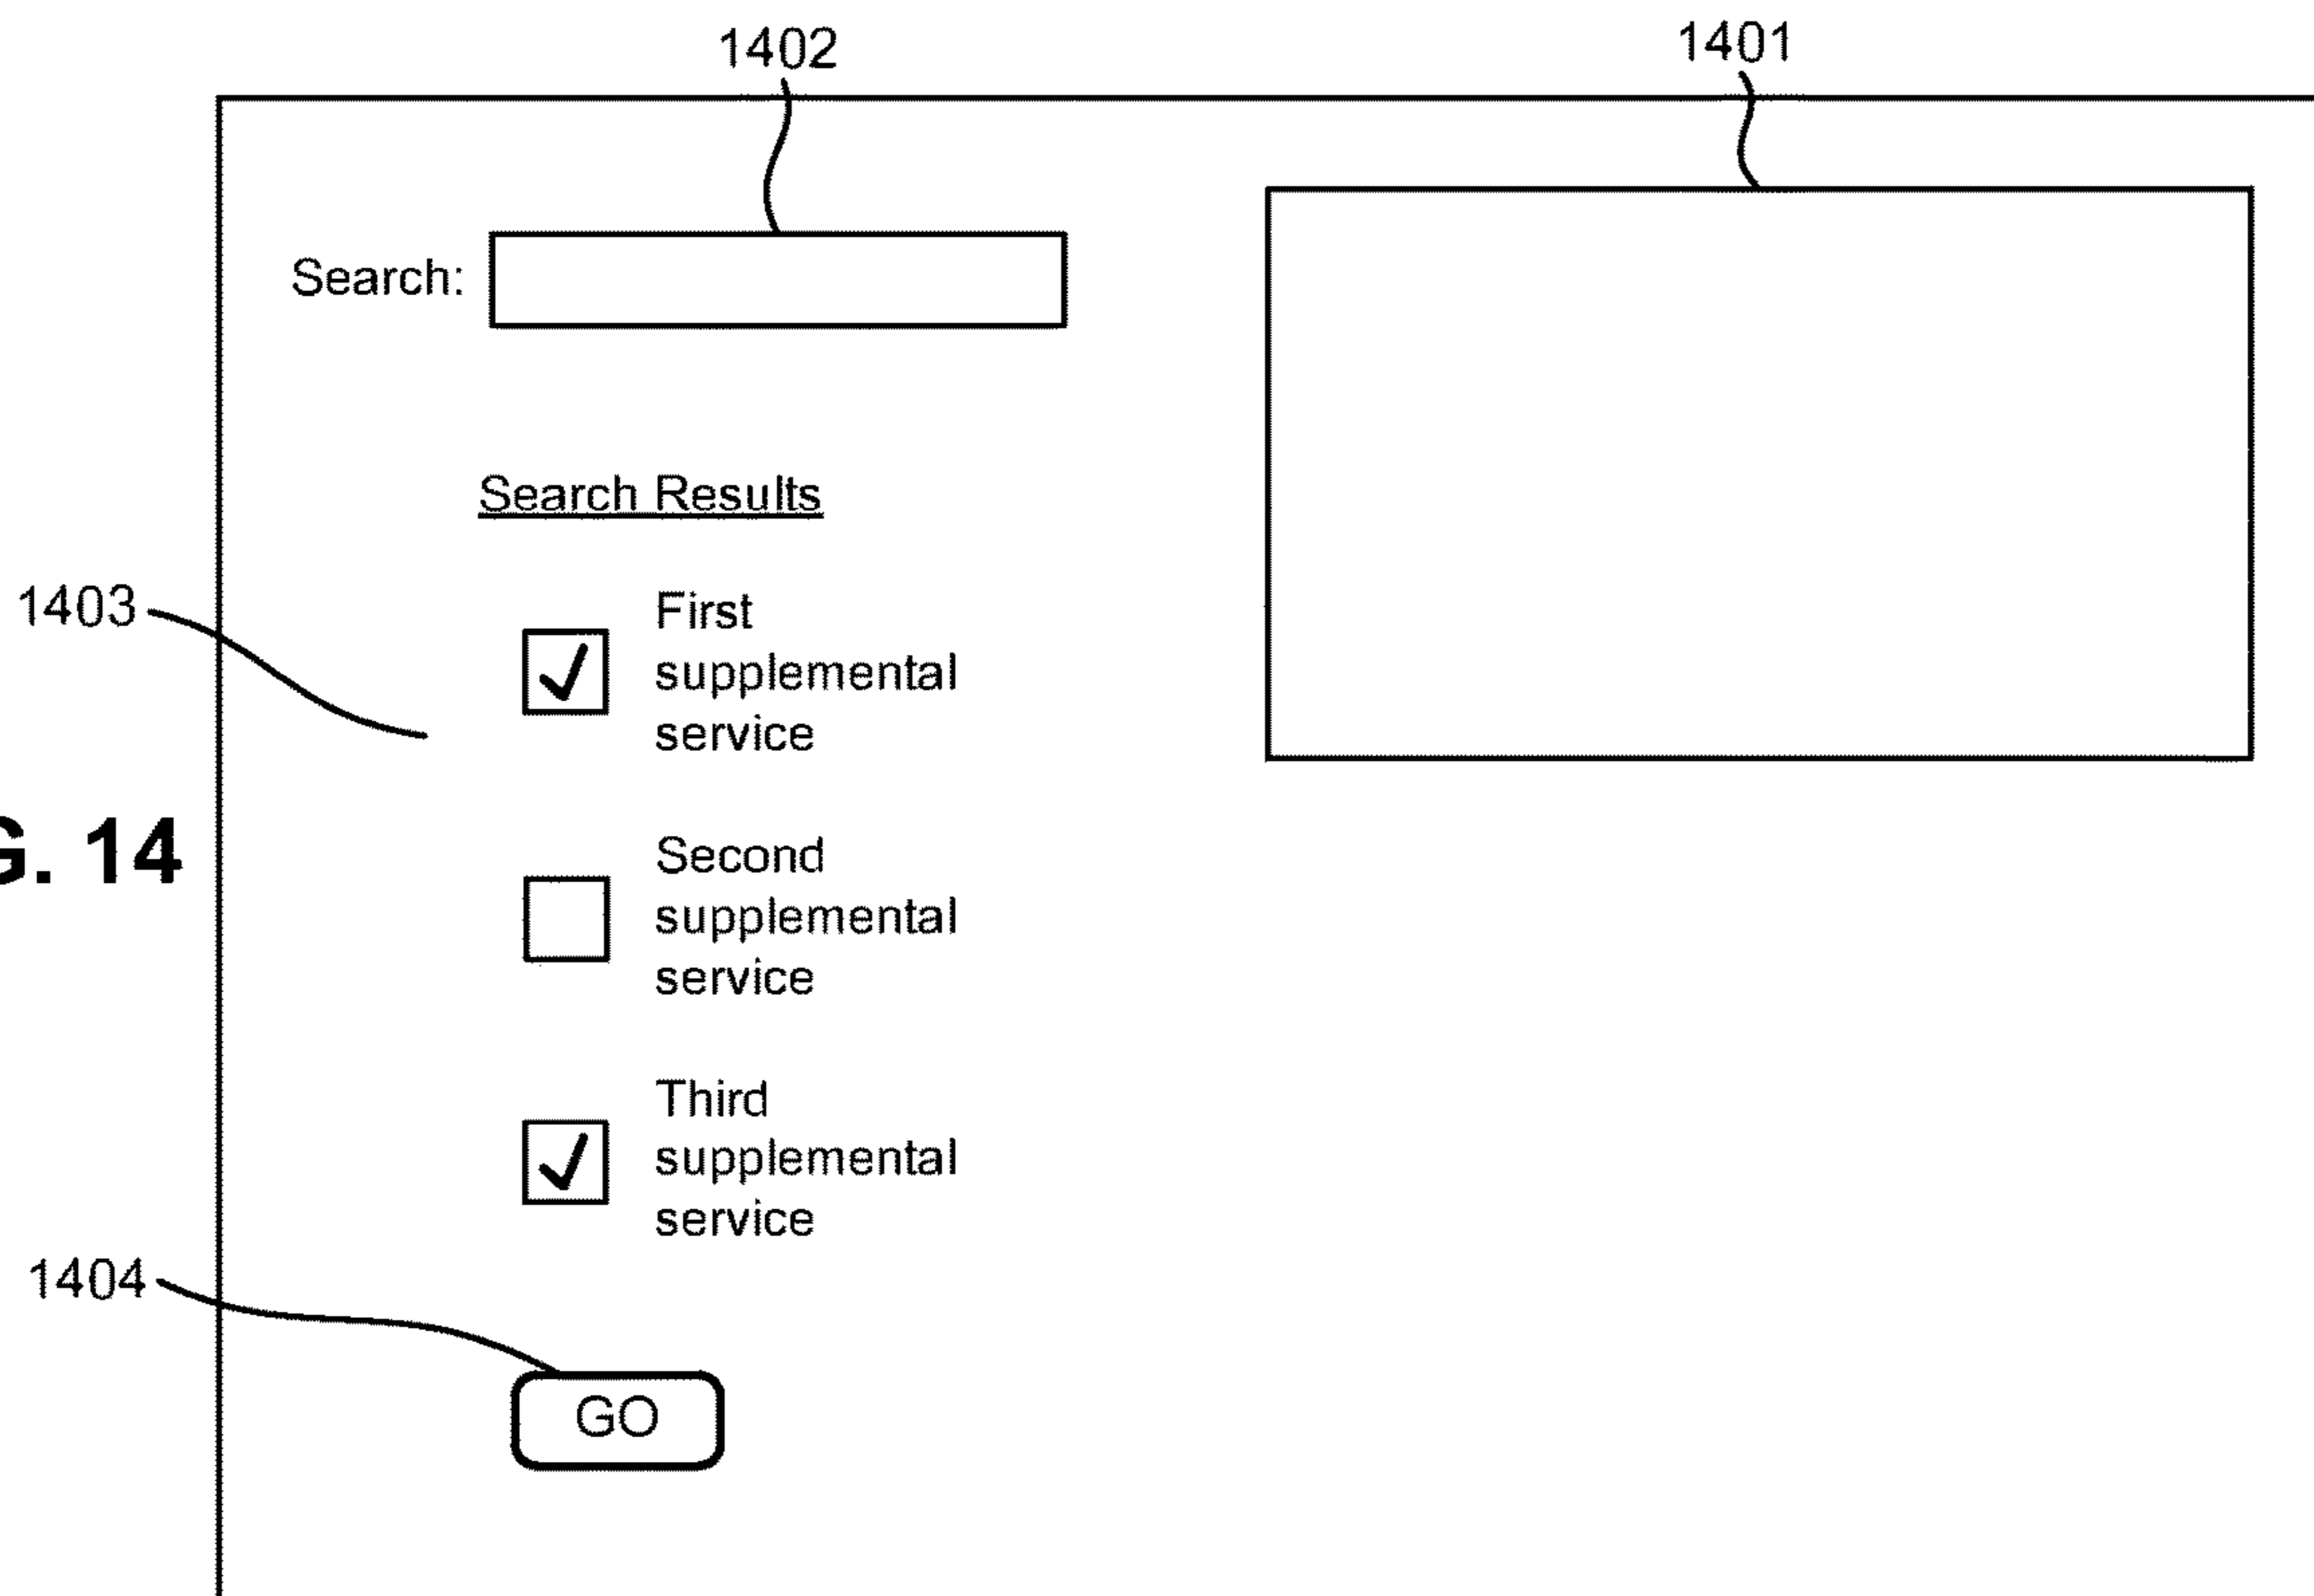 1402
1401
Search:
Search Results
1403
First
supplemental
service
G. 14
Second
supplemental
service
Third
supplemental
service
1404
GO